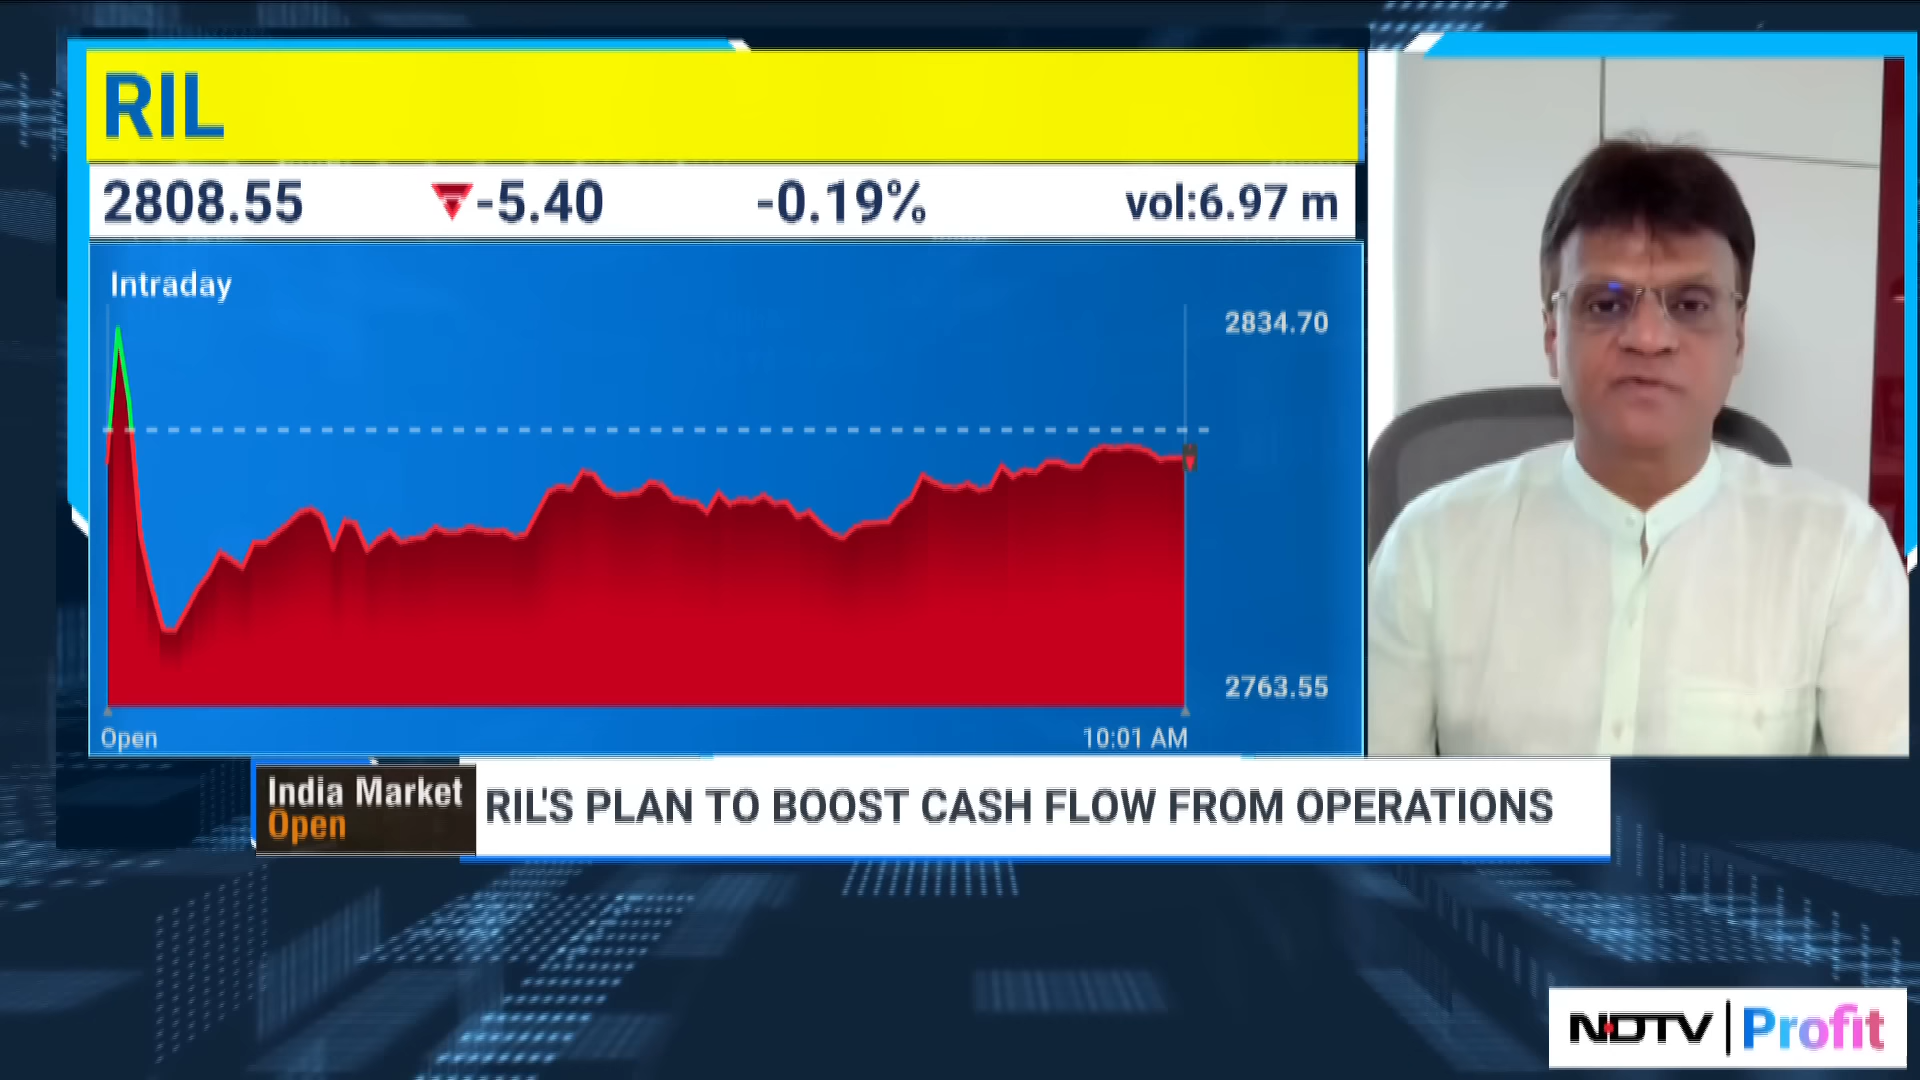 RIL
2808.55 -5.40 -0.19% vol:6.97 m
Intraday
2834.70
2763.55
Open 10:01 AM
India Market
Open
RIL'S PLAN TO BOOST CASH FLOW FROM OPERATIONS
NDTV Profit